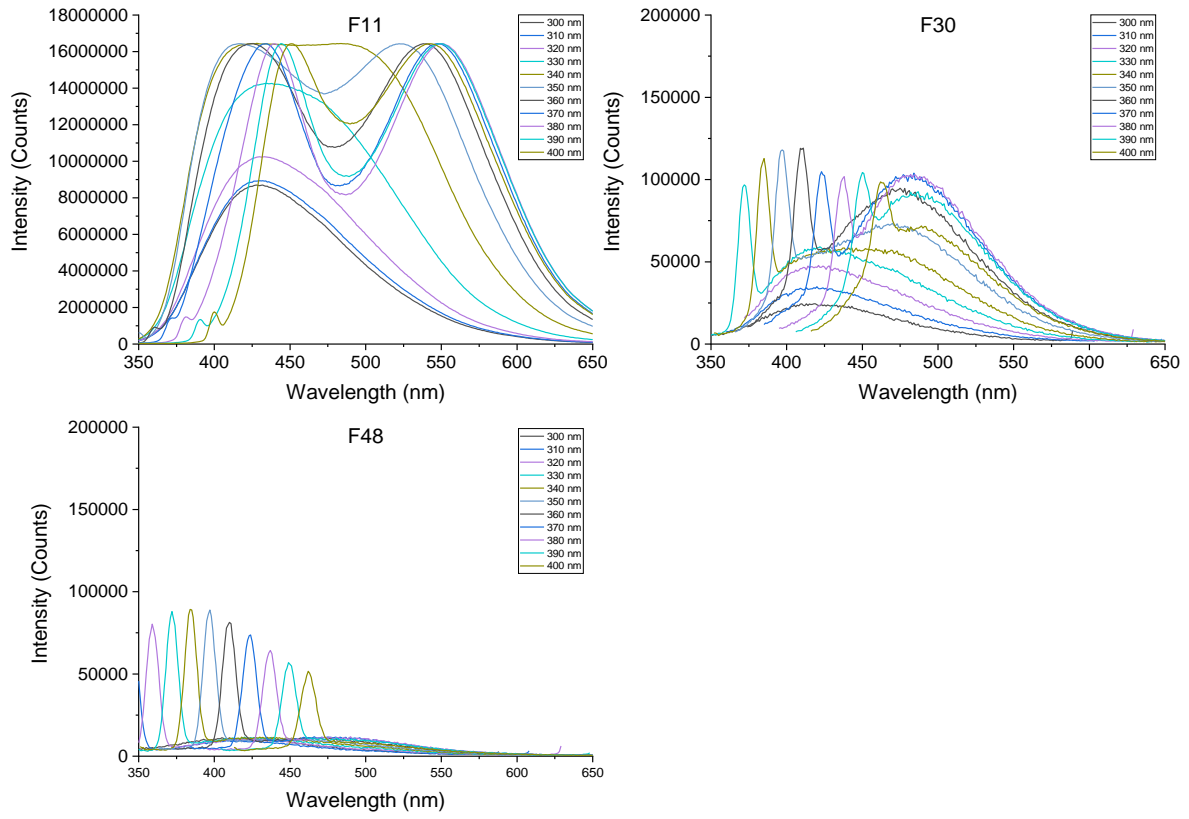 F11
18000000
16000000
14000000
12000000
10000000
8000000
6000000
4000000
2000000
0
Intensity (Counts)
350 400 450 500 550 600 650
Wavelength (nm)
300 nm
310 nm
320 nm
330 nm
340 nm
350 nm
360 nm
370 nm
380 nm
390 nm
400 nm
F30
200000
150000
100000
50000
0
Intensity (Counts)
350 400 450 500 550 600 650
Wavelength (nm)
300 nm
310 nm
320 nm
330 nm
340 nm
350 nm
360 nm
370 nm
380 nm
390 nm
400 nm
F48
200000
150000
100000
50000
0
Intensity (Counts)
350 400 450 500 550 600 650
Wavelength (nm)
300 nm
310 nm
320 nm
330 nm
340 nm
350 nm
360 nm
370 nm
380 nm
390 nm
400 nm